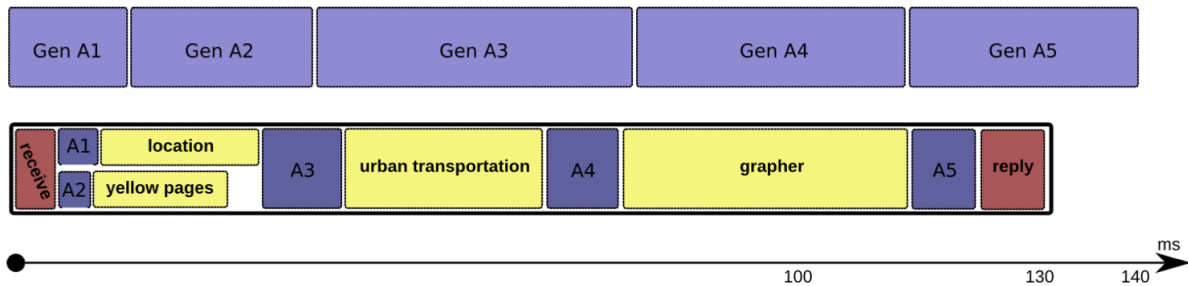 Gen A1
Gen A2
Gen A3
Gen A4
Gen A5
receive
A1
location
A2
yellow pages
A3
urban transportation
A4
grapher
A5
reply
ms
100
130
140